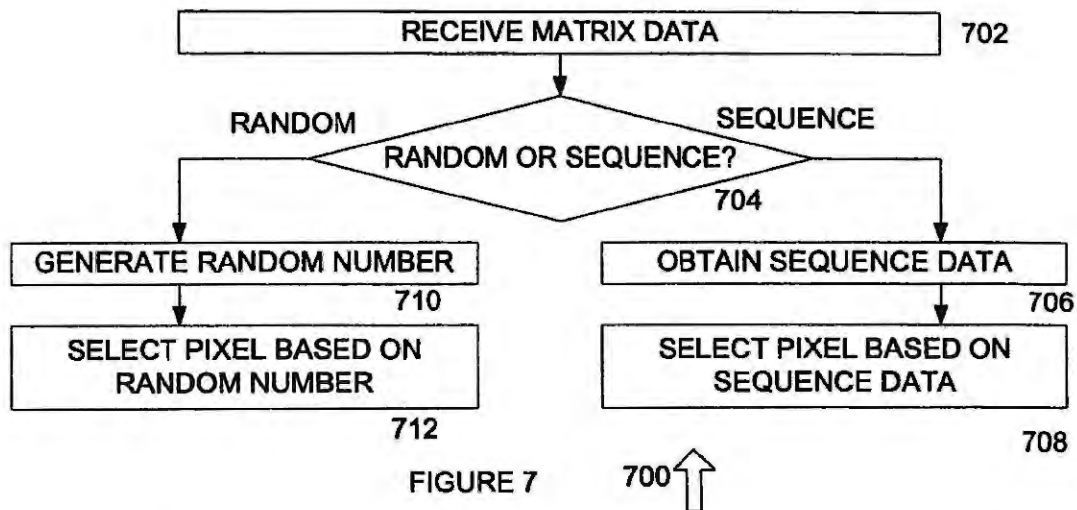 RECEIVE MATRIX DATA
702
RANDOM
SEQUENCE
RANDOM OR SEQUENCE?
704
GENERATE RANDOM NUMBER
710
OBTAIN SEQUENCE DATA
706
SELECT PIXEL BASED ON
RANDOM NUMBER
712
SELECT PIXEL BASED ON
SEQUENCE DATA
708
FIGURE 7
700